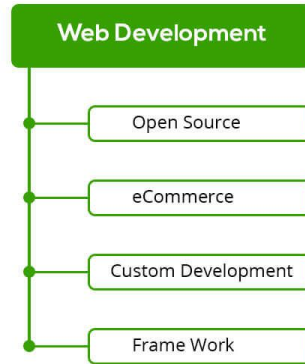 Web Development
Open Source
eCommerce
Custom Development
Frame Work